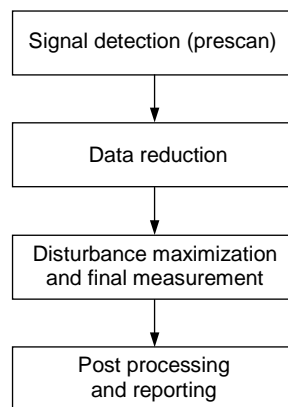 Signal detection (prescan)
Data reduction
Disturbance maximization
and final measurement
Post processing
and reporting